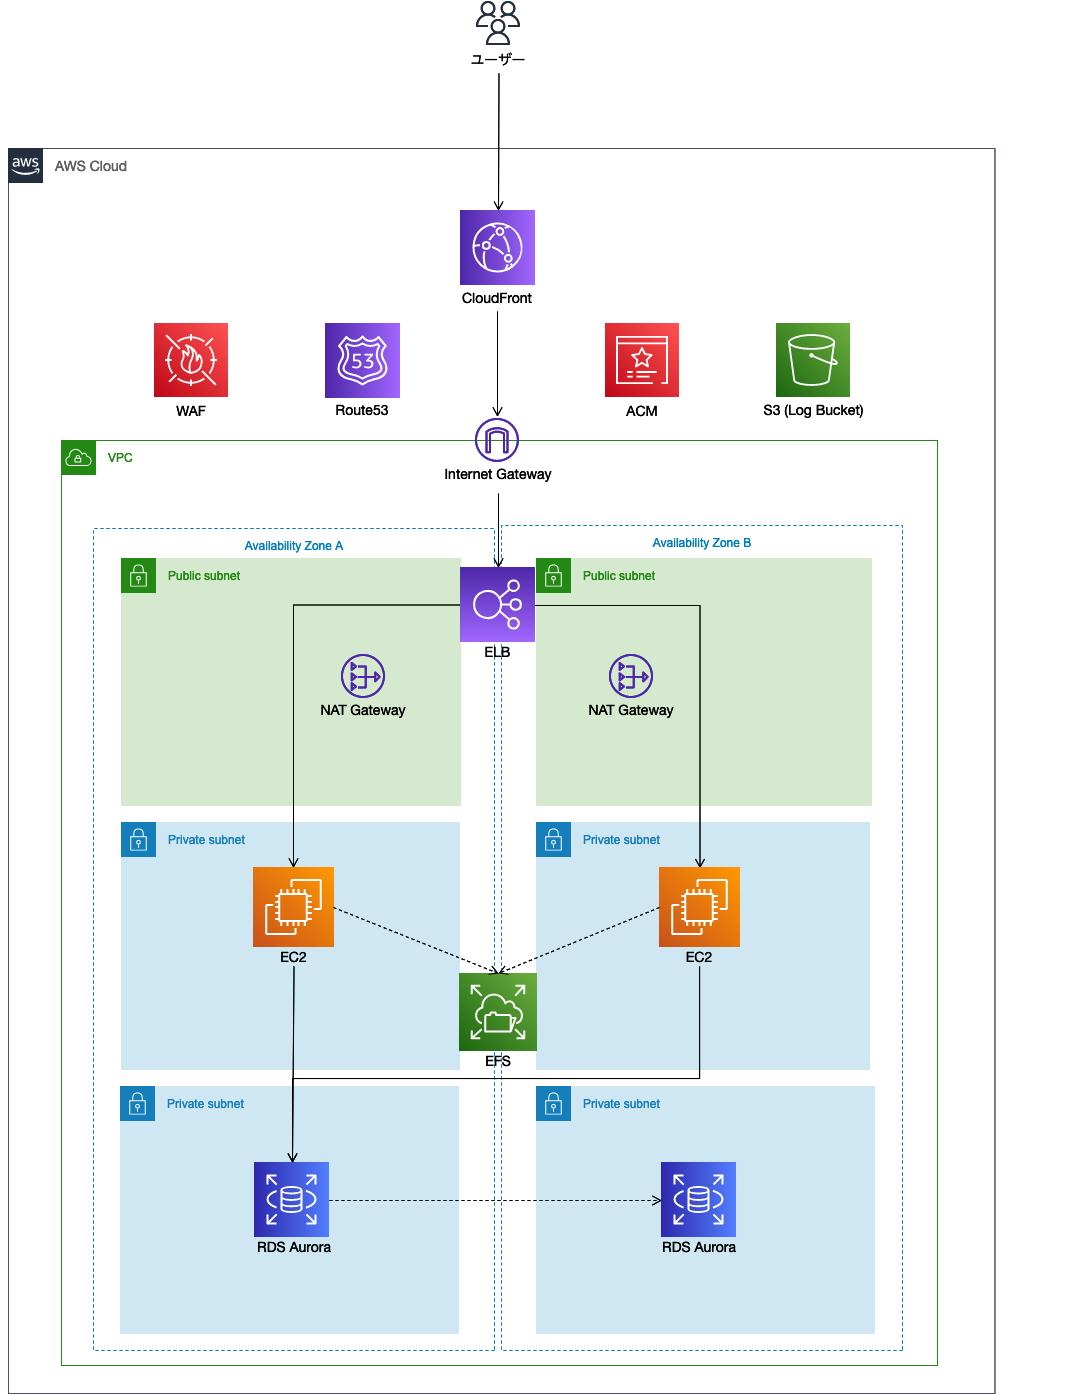 ユーザー
aws
AWS Cloud
CloudFront
WAF
53
Route53
ACM
S3 (Log Bucket)
VPC
Internet Gateway
Availability Zone A
Availability Zone B
Public subnet
Public subnet
ELB
NAT Gateway
NAT Gateway
Private subnet
Private subnet
EC2
EC2
EFS
Private subnet
Private subnet
RDS Aurora
RDS Aurora